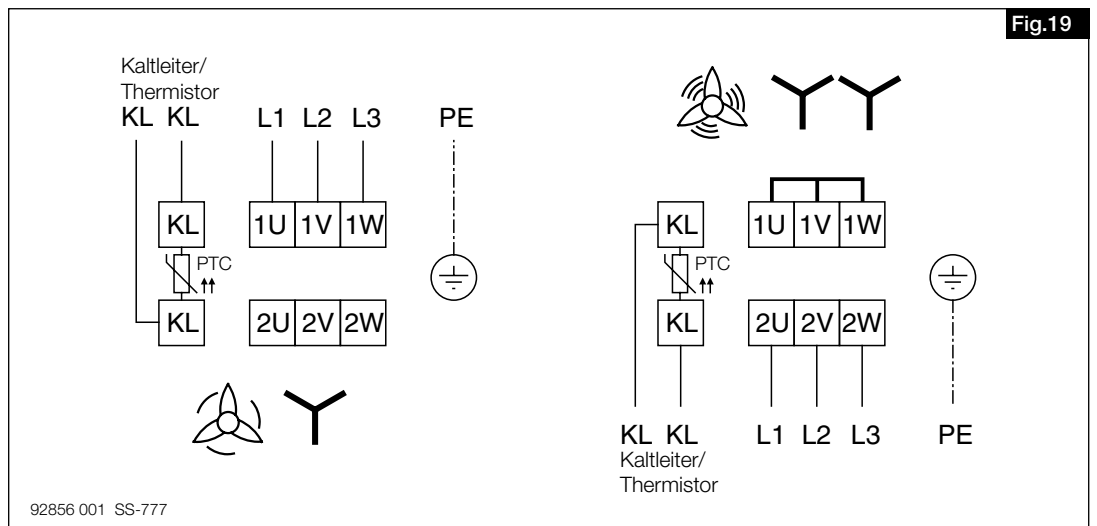 Fig.19
Kaltleiter/
Thermistor
KL KL L1 L2 L3 PE
KL 1U 1V 1W
PTC
KL 2U 2V 2W
KL 1U 1V 1W
PTC
KL 2U 2V 2W
KL KL L1 L2 L3 PE
Kaltleiter/
Thermistor
92856 001 SS-777